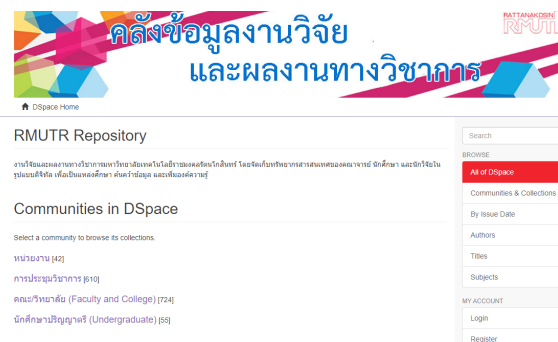 คลังข้อมูลงานวิจัย
และผลงานทางวิชาการ
RATTANAKOSIN
RMUTR
DSpace Home
RMUTR Repository
งานวิจัยและผลงานทางวิชาการมหาวิทยาลัยเทคโนโลยีราชมงคลรัตนโกสินทร์ โดยจัดเก็บทรัพยากรสารสนเทศของคณาจารย์ นักศึกษา และนักวิจัยใน
รูปแบบดิจิทัล เพื่อเป็นแหล่งศึกษา ค้นคว้าข้อมูล และเพิ่มองค์ความรู้
Communities in DSpace
Select a community to browse its collections.
หน่วยงาน [42]
การประชุมวิชาการ [610]
คณะ/วิทยาลัย (Faculty and College) [724]
นักศึกษาปริญญาตรี (Undergraduate) [55]
Search
BROWSE
All of DSpace
Communities & Collections
By Issue Date
Authors
Titles
Subjects
MY ACCOUNT
Login
Register